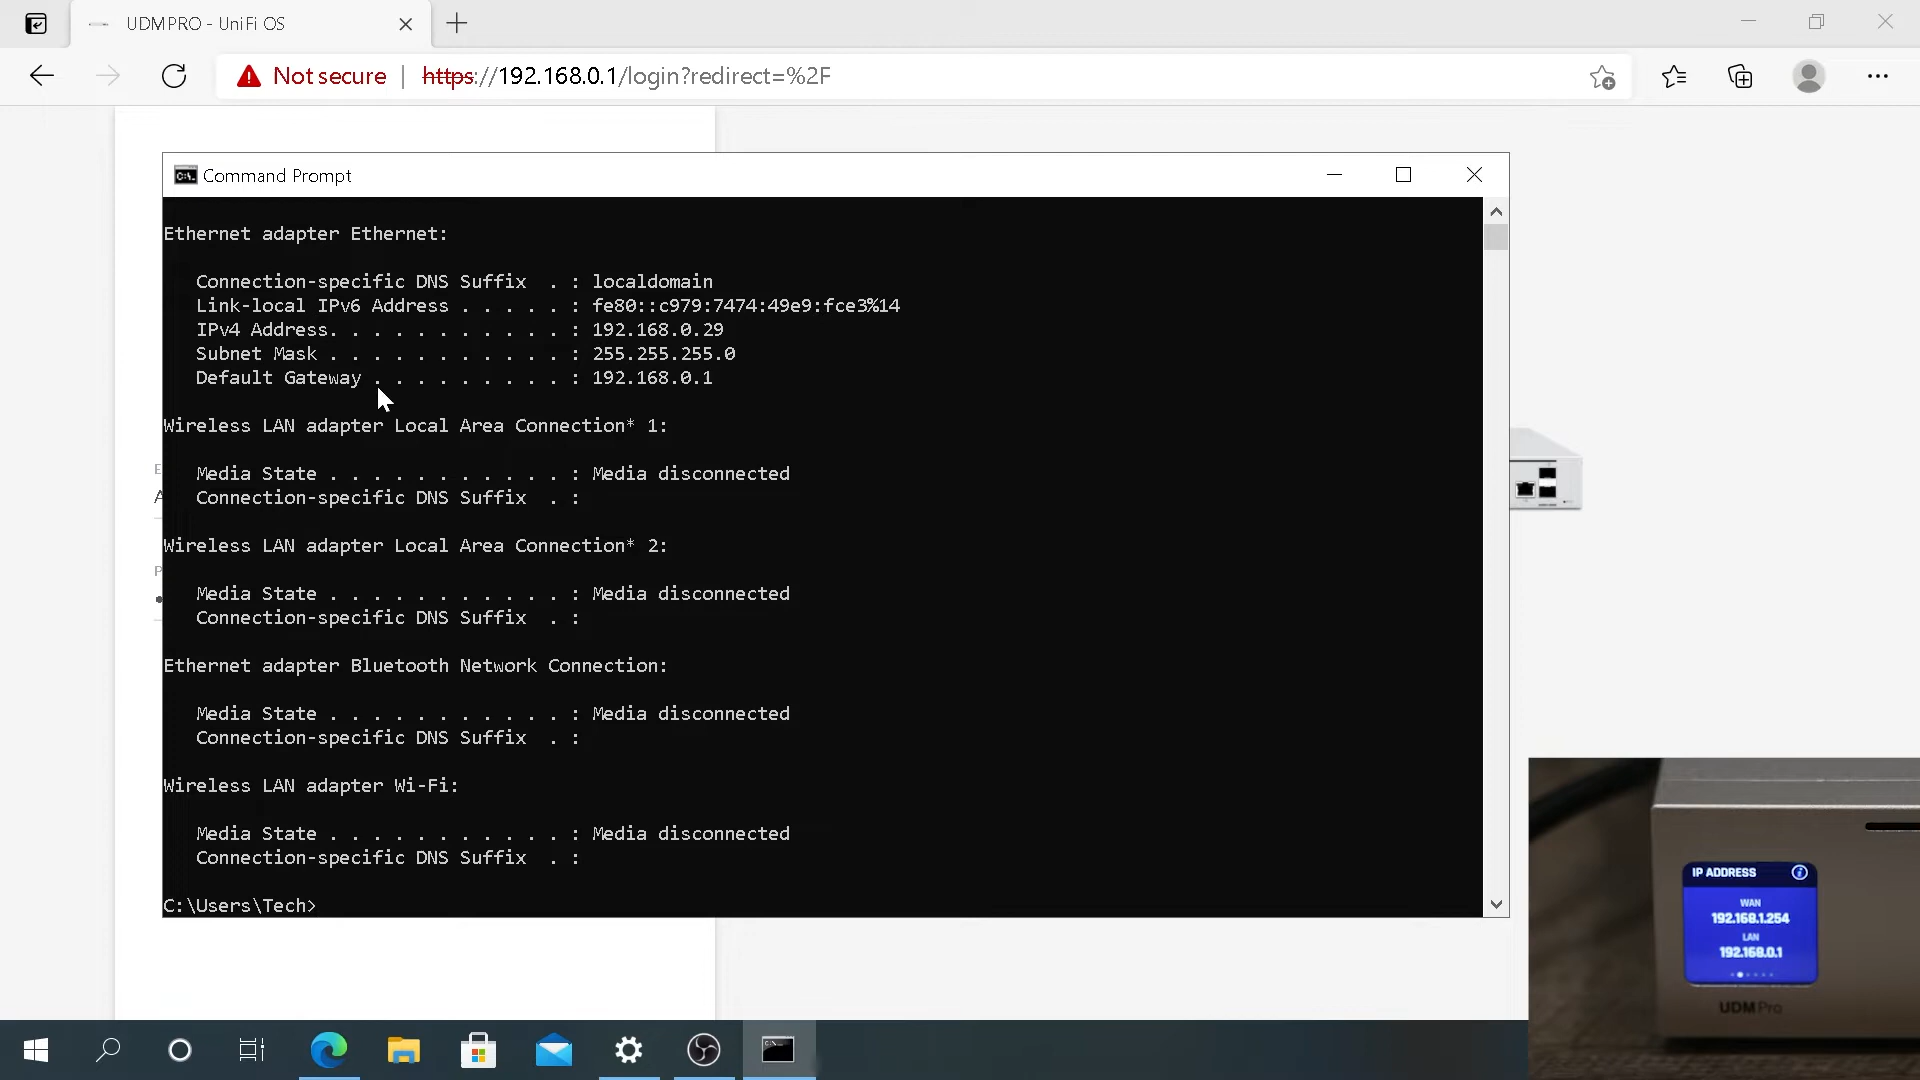 UDMPRO - UniFi OS
Not secure | https://192.168.0.1/login?redirect=%2F
Command Prompt
Ethernet adapter Ethernet:
Connection-specific DNS Suffix  . : localdomain
Link-local IPv6 Address . . . . . : fe80::c979:7474:49e9:fce3%14
IPv4 Address. . . . . . . . . . . : 192.168.0.29
Subnet Mask . . . . . . . . . . . : 255.255.255.0
Default Gateway . . . . . . . . . : 192.168.0.1
Wireless LAN adapter Local Area Connection* 1:
Media State . . . . . . . . . . . : Media disconnected
Connection-specific DNS Suffix  . :
Wireless LAN adapter Local Area Connection* 2:
Media State . . . . . . . . . . . : Media disconnected
Connection-specific DNS Suffix  . :
Ethernet adapter Bluetooth Network Connection:
Media State . . . . . . . . . . . : Media disconnected
Connection-specific DNS Suffix  . :
Wireless LAN adapter Wi-Fi:
Media State . . . . . . . . . . . : Media disconnected
Connection-specific DNS Suffix  . :
C:\Users\Tech>
IP ADDRESS
WAN
192.168.1.254
LAN
192.168.0.1
UDM Pro